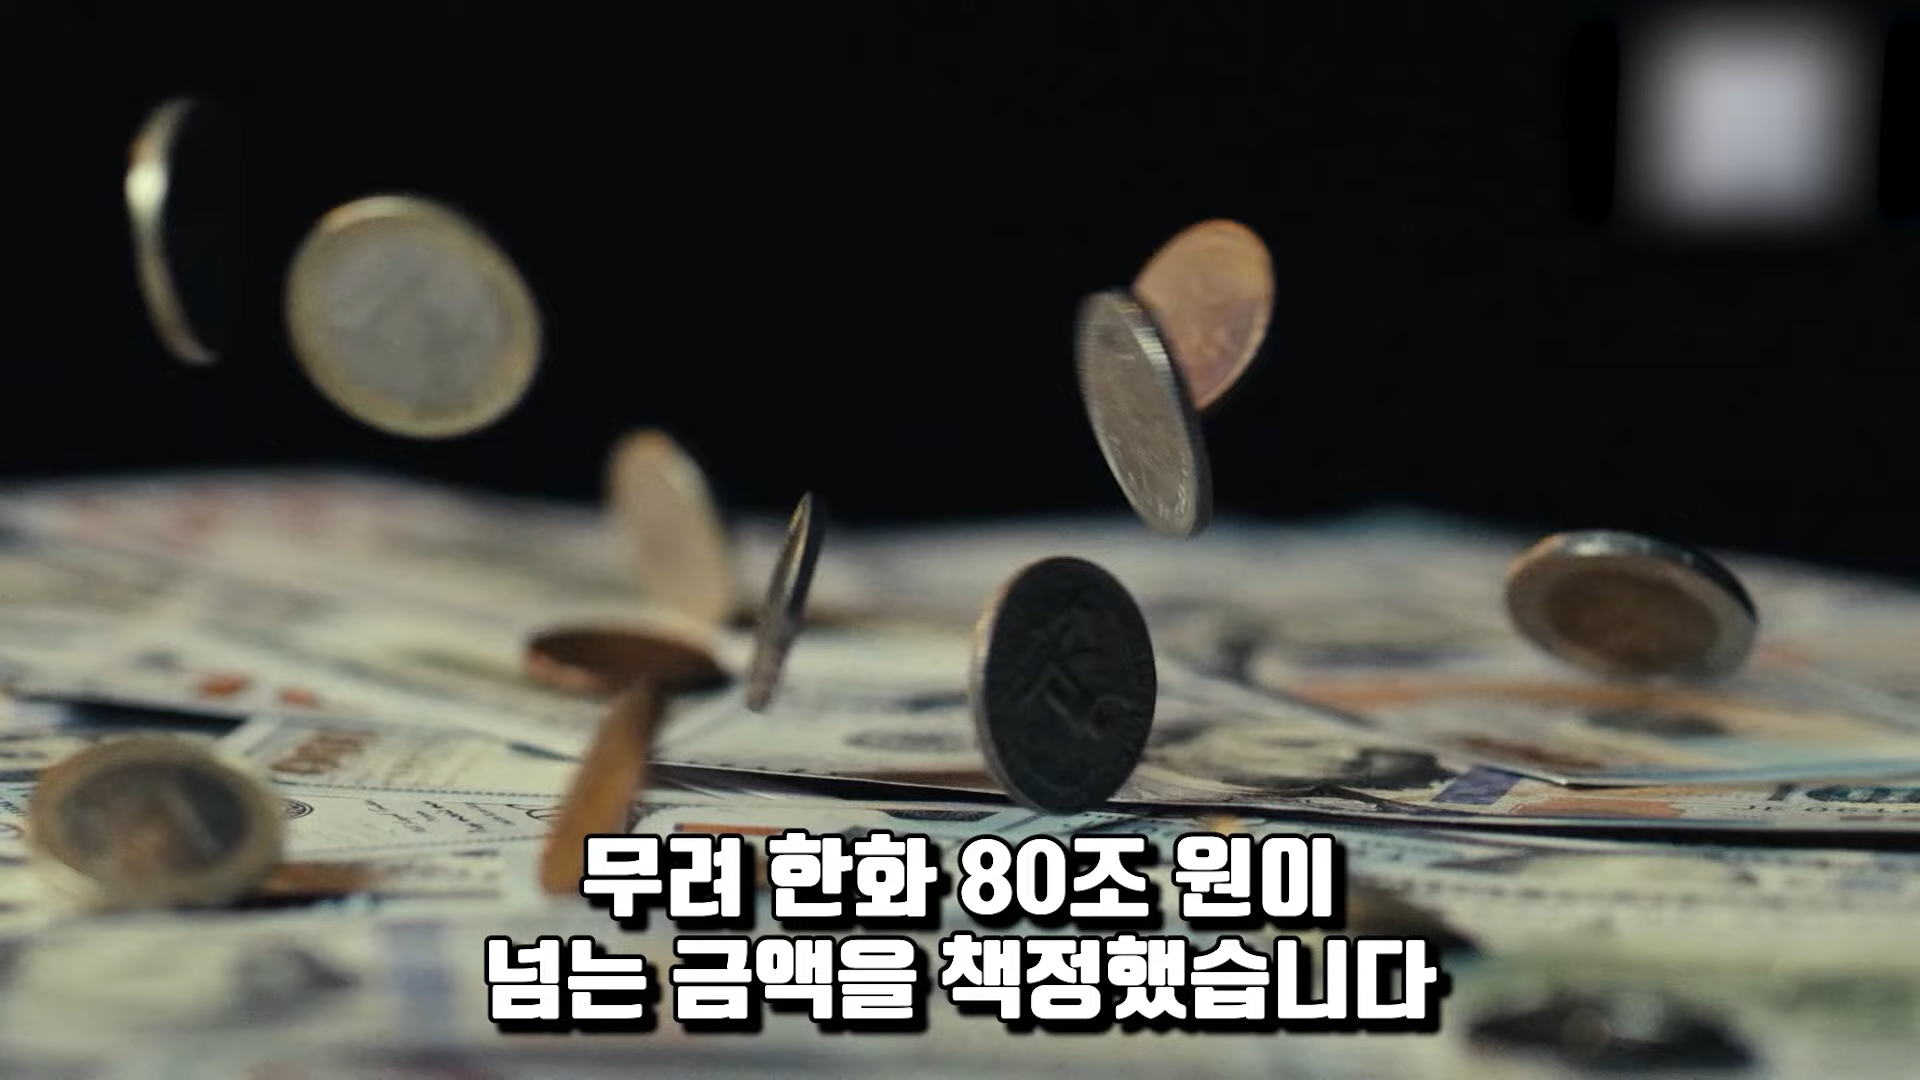 무려 한화 80조 원이
넘는 금액을 책정했습니다